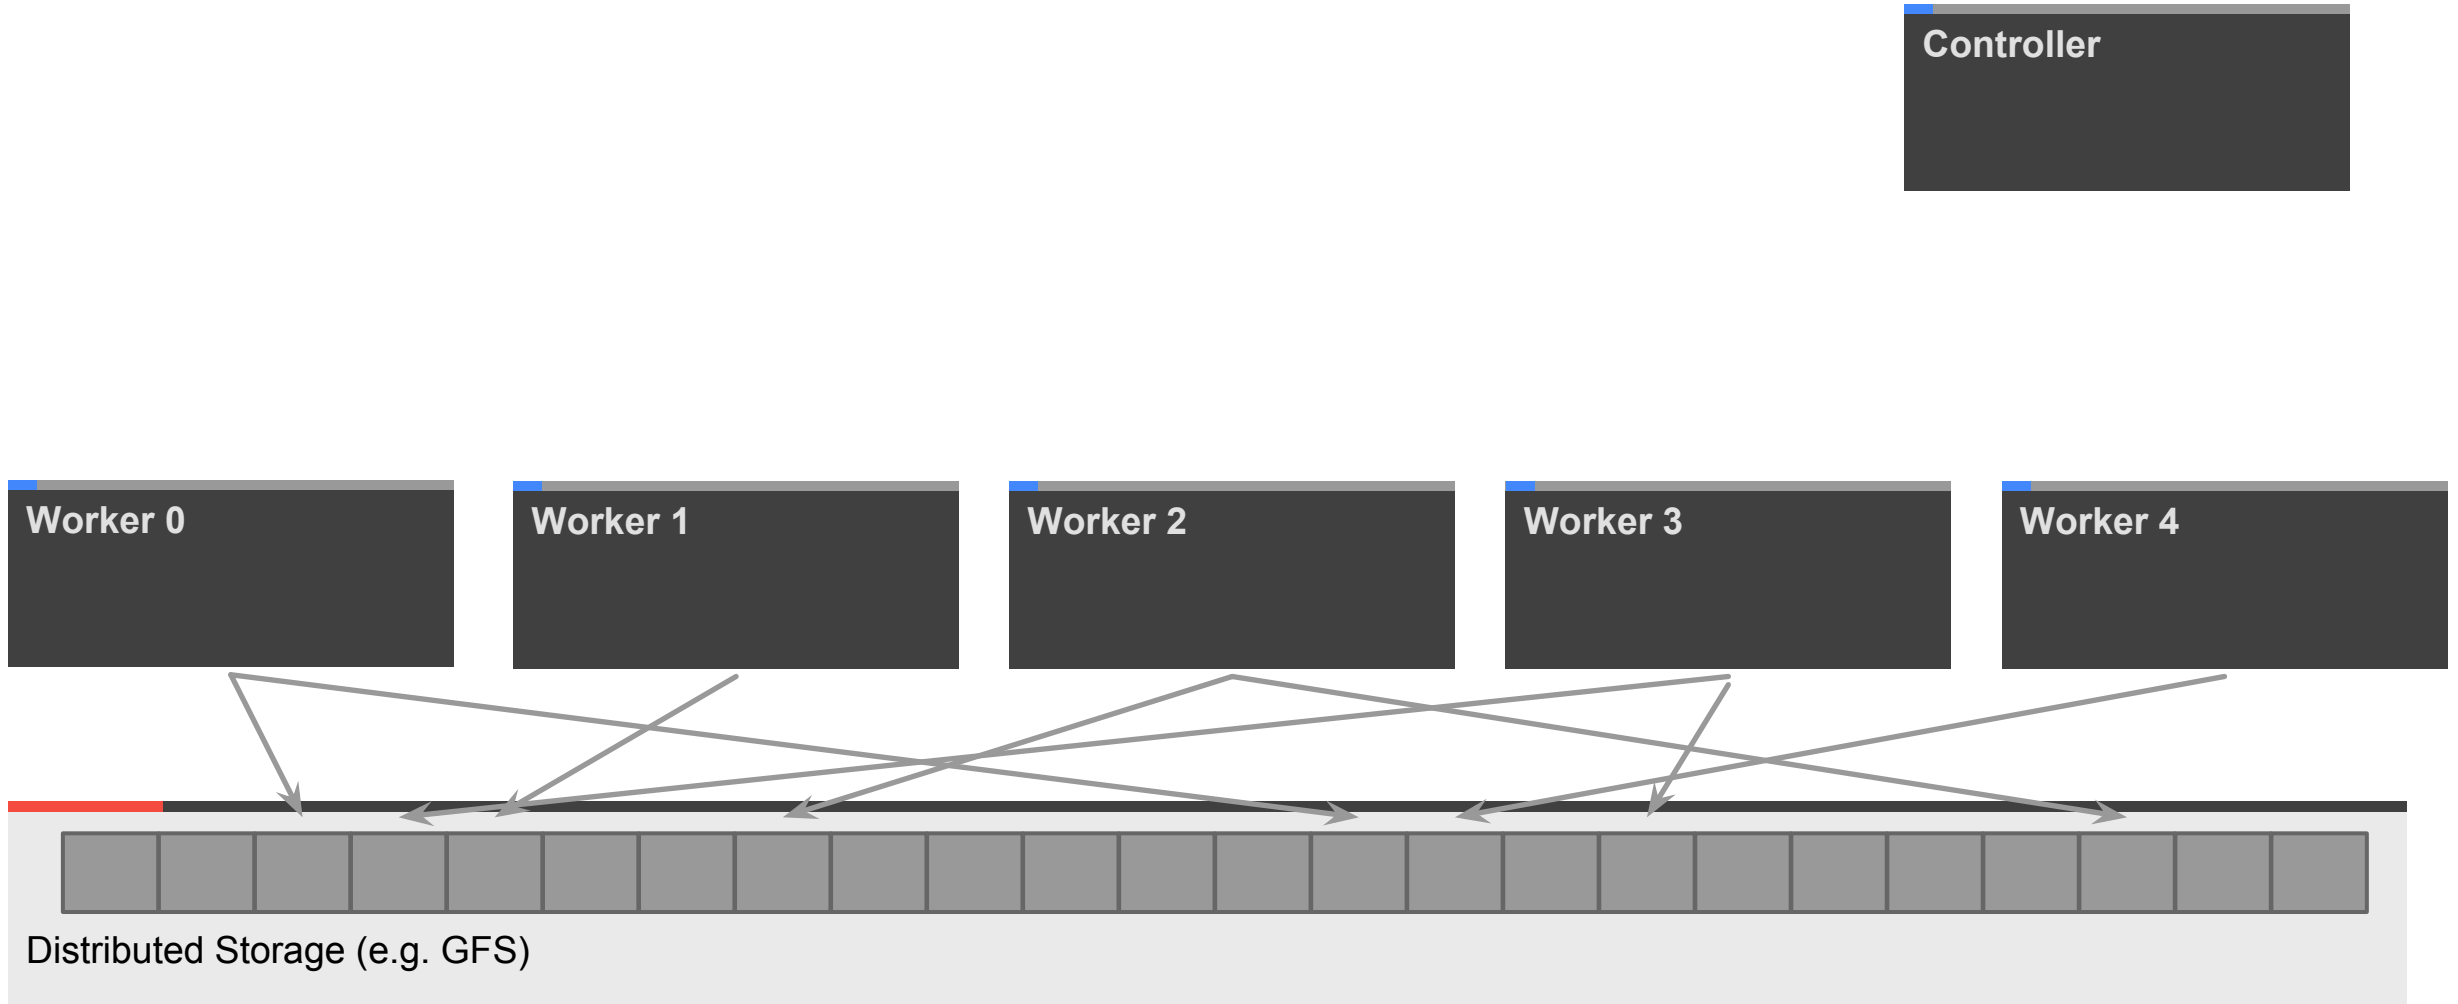 Controller
Worker 0
Worker 1
Worker 2
Worker 3
Worker 4
Distributed Storage (e.g. GFS)